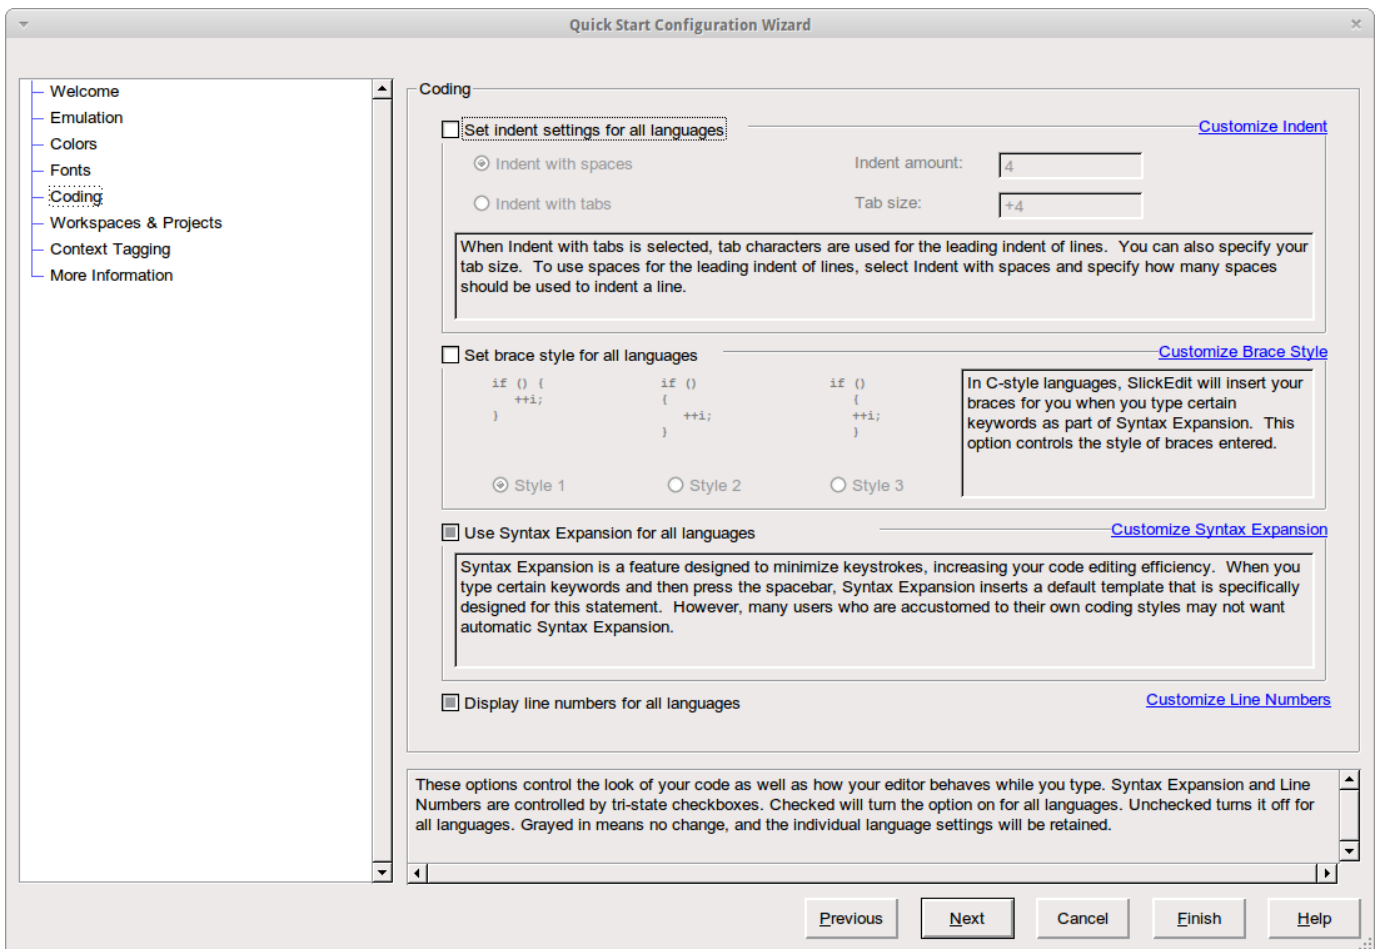 Quick Start Configuration Wizard
Welcome
Emulation
Colors
Fonts
Coding
Workspaces & Projects
Context Tagging
More Information
Coding
Set indent settings for all languages
Customize Indent
Indent with spaces
Indent amount:
4
Indent with tabs
Tab size:
+4
When Indent with tabs is selected, tab characters are used for the leading indent of lines.  You can also specify your
tab size.  To use spaces for the leading indent of lines, select Indent with spaces and specify how many spaces
should be used to indent a line.
Set brace style for all languages
Customize Brace Style
if () {
++i;
}
if ()
{
++i;
}
if ()
{
++i;
}
Style 1
Style 2
Style 3
In C-style languages, SlickEdit will insert your
braces for you when you type certain
keywords as part of Syntax Expansion.  This
option controls the style of braces entered.
Use Syntax Expansion for all languages
Customize Syntax Expansion
Syntax Expansion is a feature designed to minimize keystrokes, increasing your code editing efficiency.  When you
type certain keywords and then press the spacebar, Syntax Expansion inserts a default template that is specifically
designed for this statement.  However, many users who are accustomed to their own coding styles may not want
automatic Syntax Expansion.
Display line numbers for all languages
Customize Line Numbers
These options control the look of your code as well as how your editor behaves while you type. Syntax Expansion and Line
Numbers are controlled by tri-state checkboxes. Checked will turn the option on for all languages. Unchecked turns it off for
all languages. Grayed in means no change, and the individual language settings will be retained.
Previous
Next
Cancel
Finish
Help